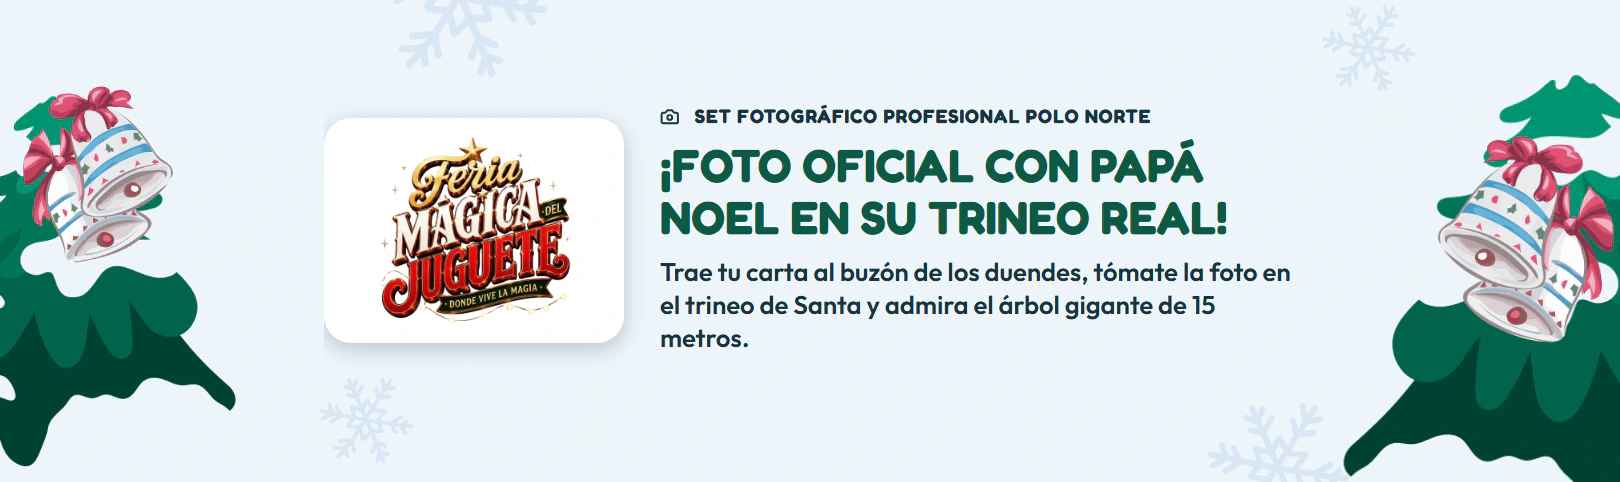 Feria
MÁGICA DEL
JUGUETE
· DONDE VIVE LA MAGIA ·
SET FOTOGRÁFICO PROFESIONAL POLO NORTE
¡FOTO OFICIAL CON PAPÁ
NOEL EN SU TRINEO REAL!
Trae tu carta al buzón de los duendes, tómate la foto en
el trineo de Santa y admira el árbol gigante de 15
metros.